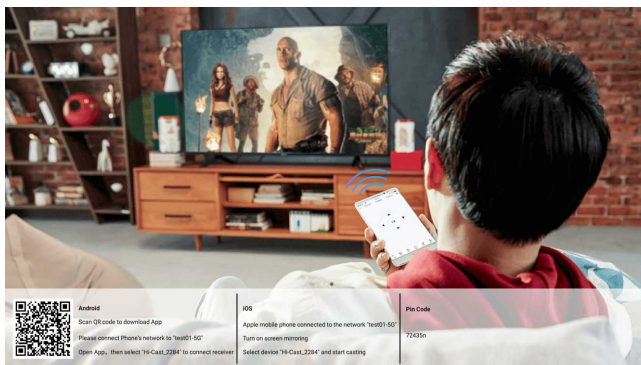 Android
Scan QR code to download App
Please connect Phone's network to "test01-5G"
Open App, then select "Hi-Cast_2284" to connect receiver
iOS
Apple mobile phone connected to the network "test01-5G"
Turn on screen mirroring
Select device "Hi-Cast_2284" and start casting
Pin Code
72435n